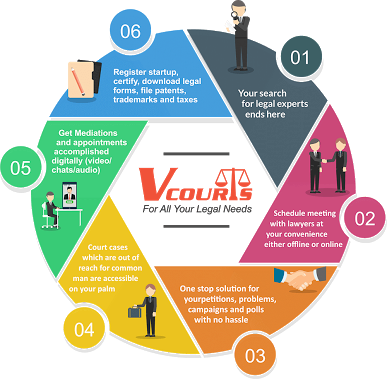 06
Register startup,
certify, download legal
forms, file patents,
trademarks and taxes
01
Your search
for legal experts
ends here
05
Get Mediations
and appointments
accomplished
digitally (video/
chats/audio)
VCOURTS
For All Your Legal Needs
02
Schedule meeting
with lawyers at
your convenience
either offline or online
04
Court cases
which are out of
reach for common
man are accessible
on your palm
03
One stop solution for
yourpetitions, problems,
campaigns and polls
with no hassle